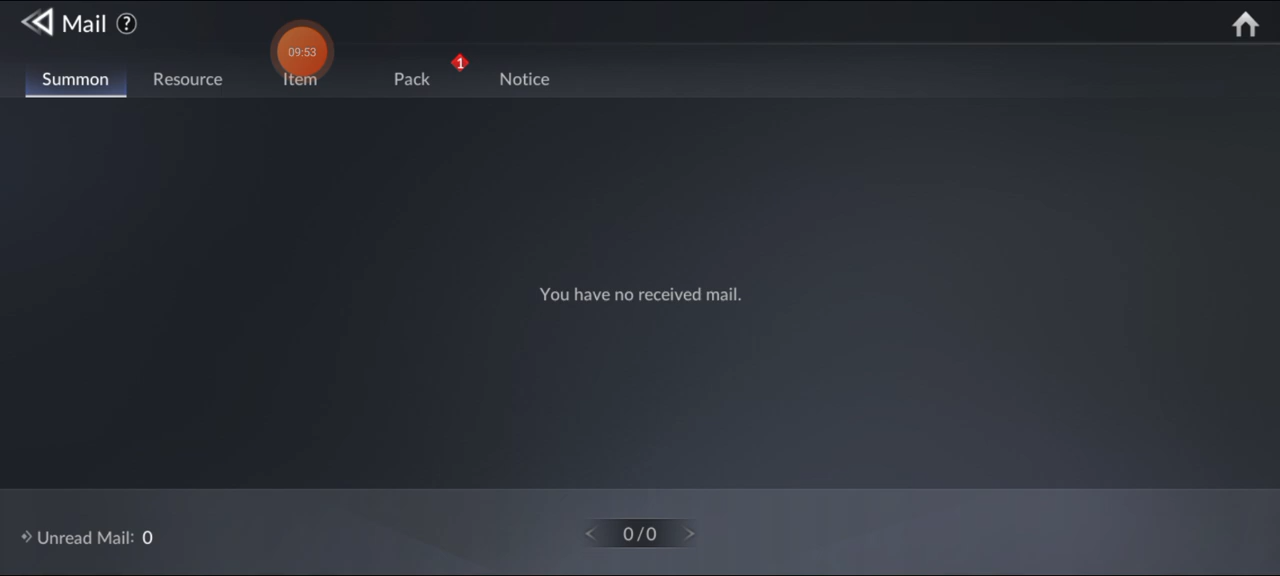 Mail ?
09:53
1
Summon Resource Item Pack Notice
You have no received mail.
Unread Mail: 0
< 0/0 >